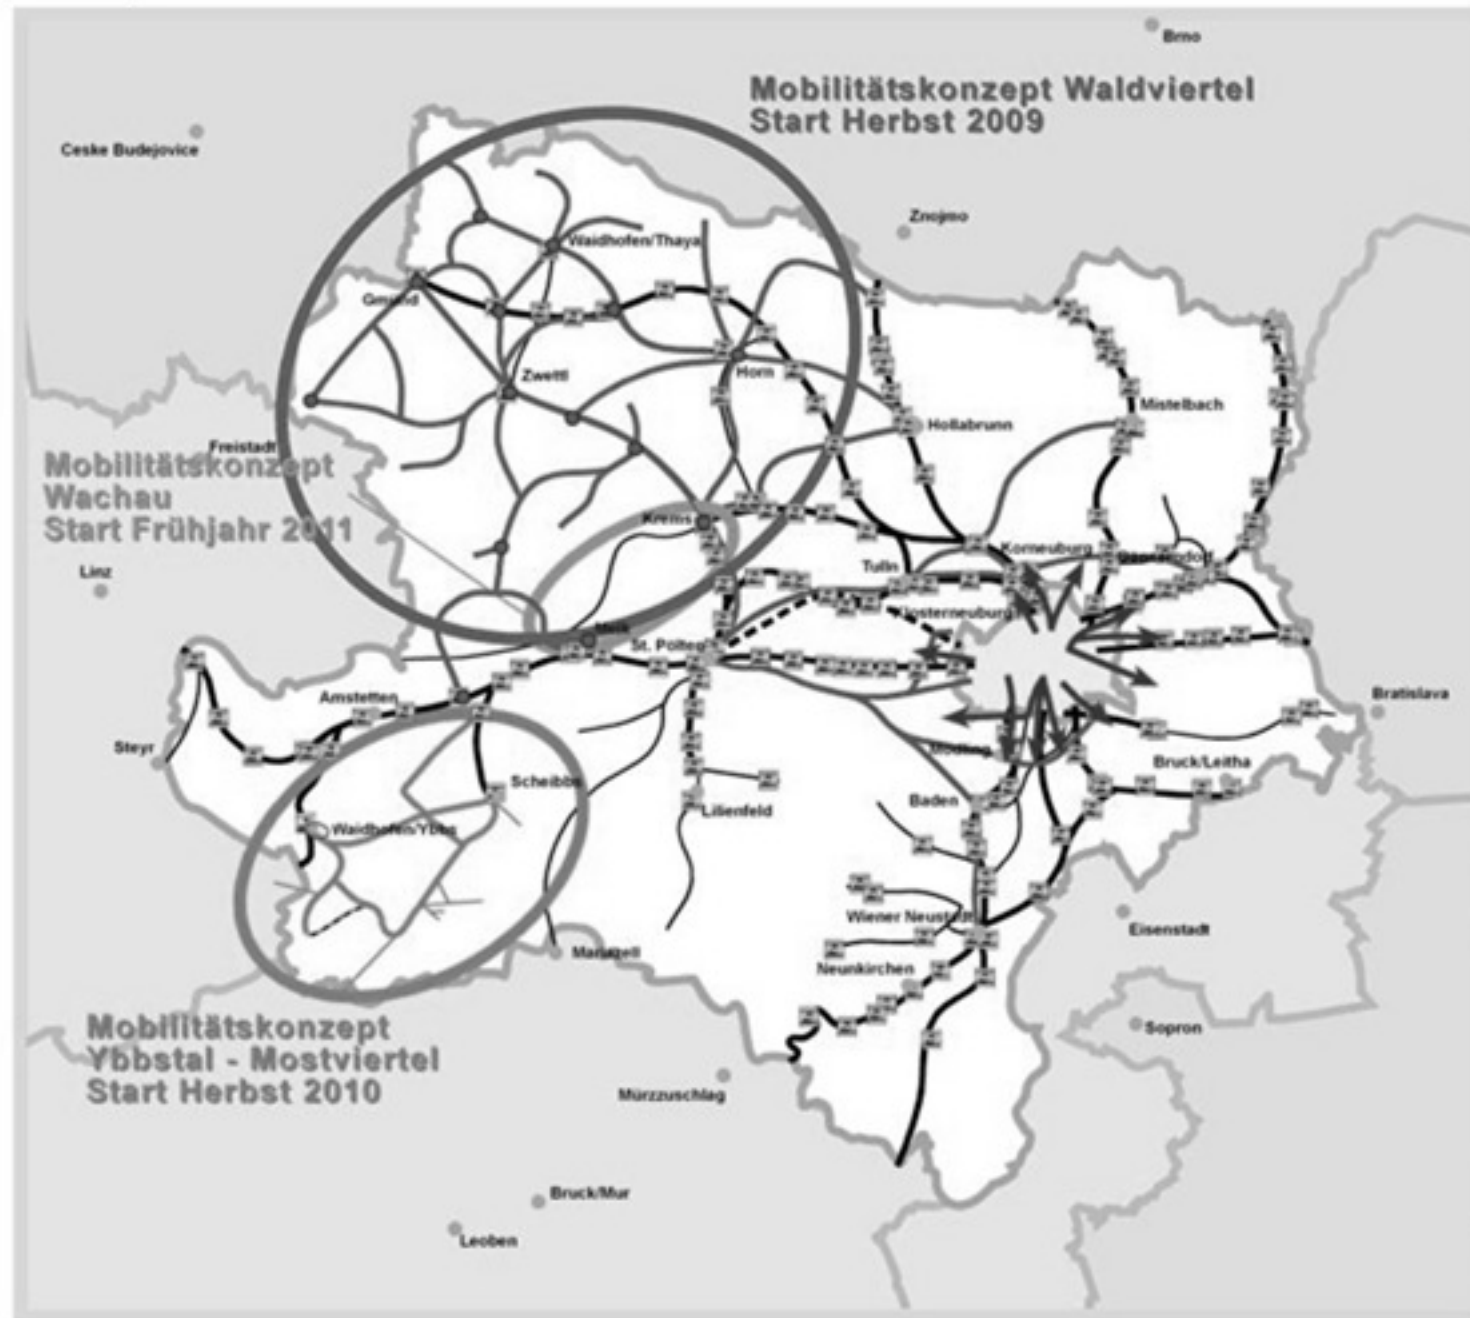 Brno
Mobilitätskonzept Waldviertel
Start Herbst 2009
Ceske Budejovice
Znojmo
Waidhofen/Thaya
Gmünd
Zwettl
Horn
Mistelbach
Hollabrunn
Freistadt
Mobilitätskonzept
Wachau
Start Frühjahr 2011
Krems
Korneuburg
Linz
Tulln
Klosterneuburg
Melk
St. Pölten
Amstetten
Bratislava
Steyr
Mödling
Bruck/Leitha
Scheibbs
Baden
Lilienfeld
Waidhofen/Ybbs
Wiener Neustadt
Eisenstadt
Mariazell
Neunkirchen
Mobilitätskonzept
Ybbstal - Mostviertel
Start Herbst 2010
Sopron
Mürzzuschlag
Bruck/Mur
Leoben